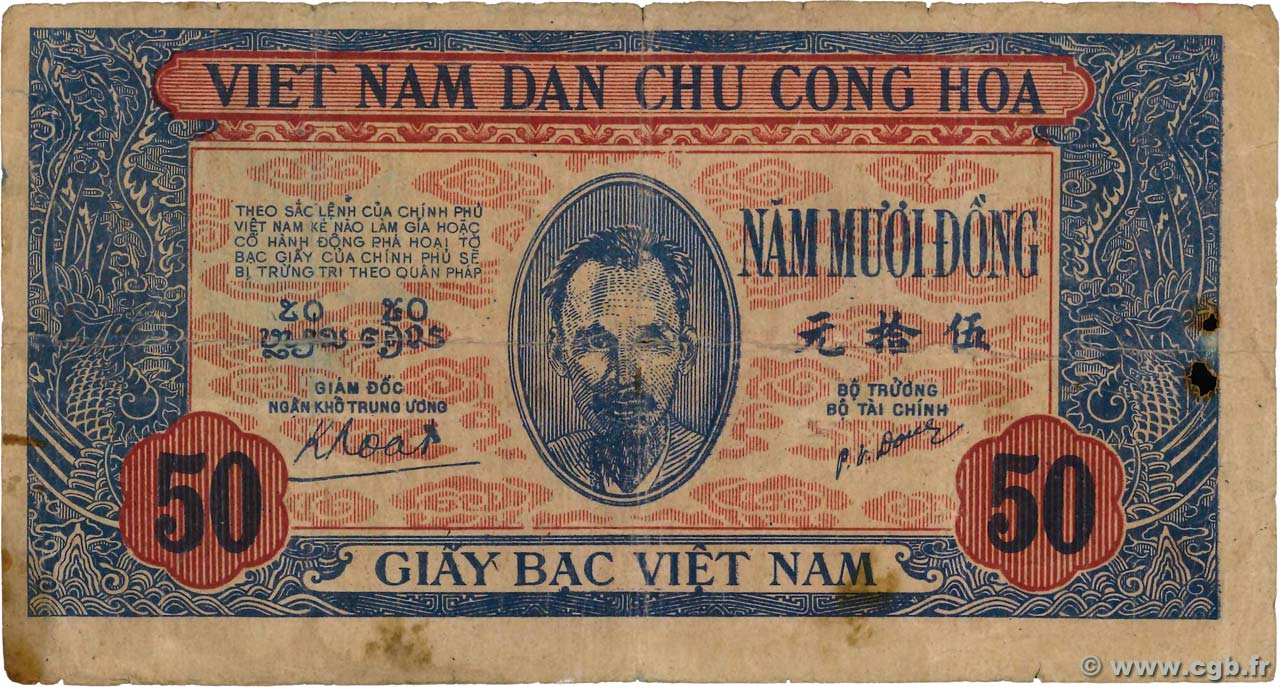 VIET NAM DAN CHU CONG HOA
THEO SẮC LỆNH CỦA CHÍNH PHỦ
VIỆT NAM KẺ NÀO LÀM GIẢ HOẶC
CÓ HÀNH ĐỘNG PHÁ HOẠI TỜ
BẠC GIẤY CỦA CHÍNH PHỦ SẼ
BỊ TRỪNG TRỊ THEO QUÂN PHÁP
NĂM MƯƠI ĐỒNG
元拾伍
GIÁM ĐỐC
NGÂN KHỐ TRUNG ƯƠNG
BỘ TRƯỞNG
BỘ TÀI CHÍNH
P. V. Dong
50
50
GIẤY BẠC VIỆT NAM
© www.cgb.fr